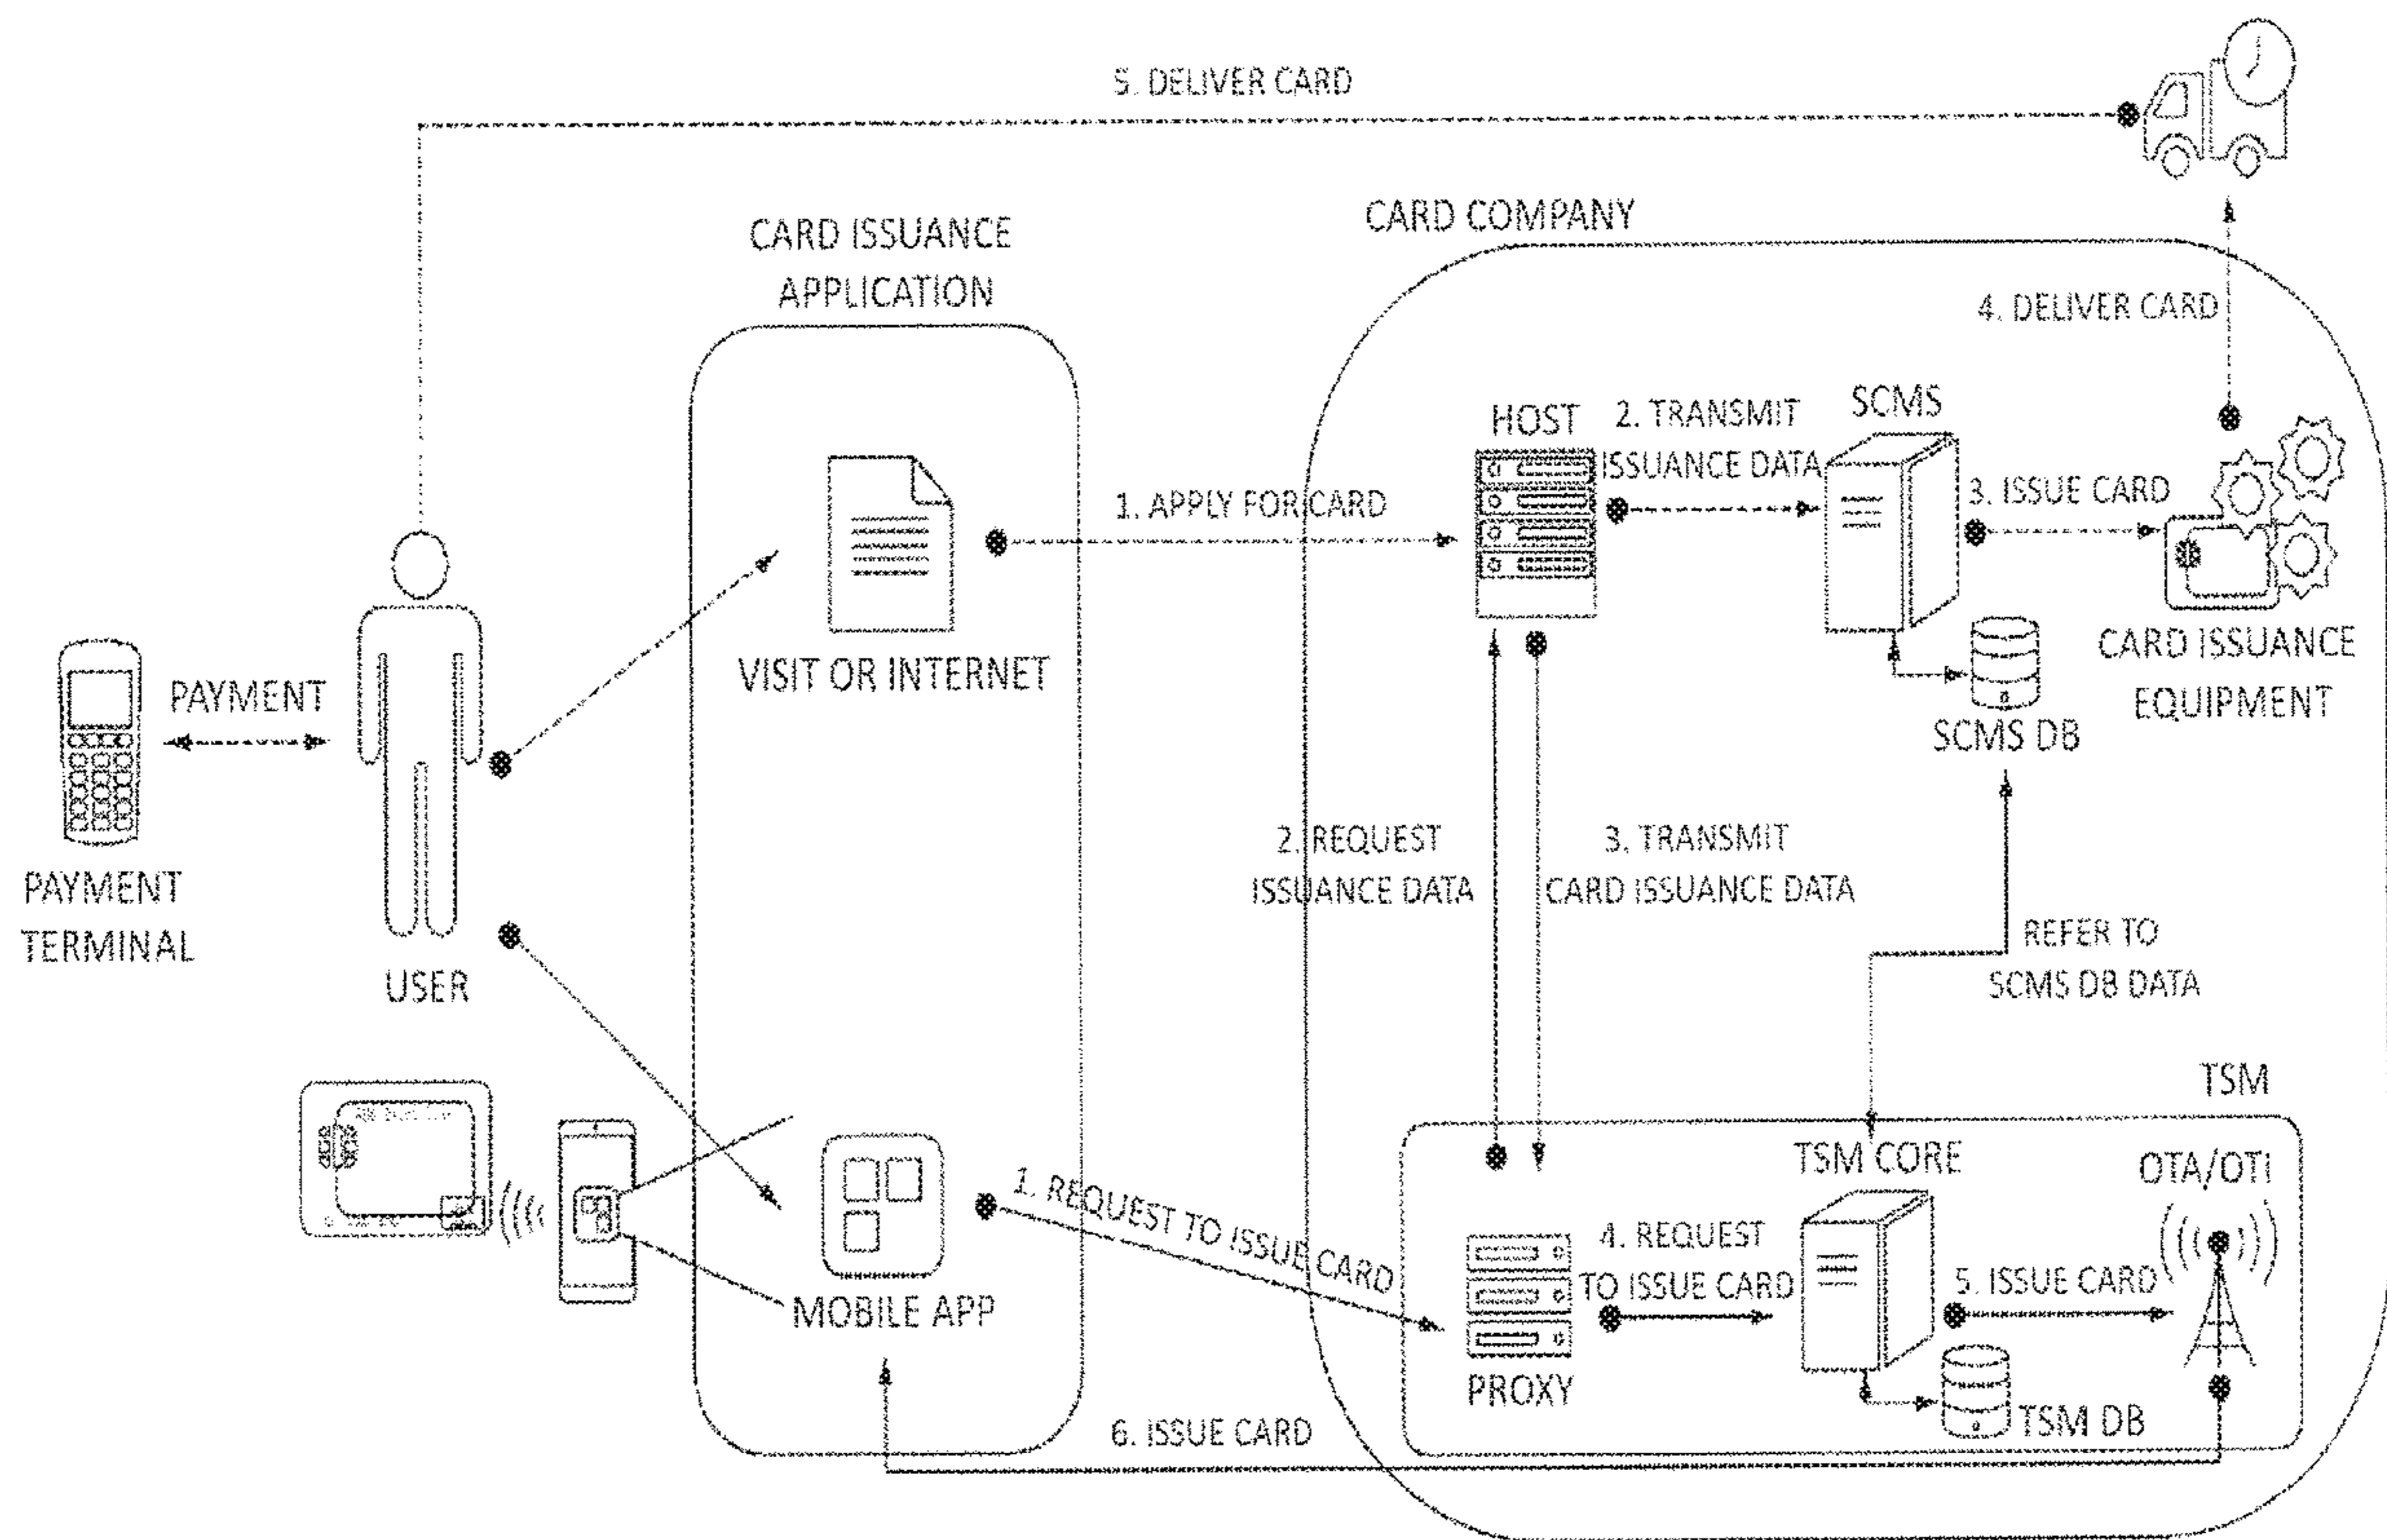 5. DELIVER CARD
CARD ISSUANCE
APPLICATION
CARD COMPANY
4. DELIVER CARD
HOST
2. TRANSMIT
ISSUANCE DATA
SCMS
3. ISSUE CARD
1. APPLY FOR CARD
VISIT OR INTERNET
CARD ISSUANCE
EQUIPMENT
SCMS DB
PAYMENT
PAYMENT
TERMINAL
USER
2. REQUEST
ISSUANCE DATA
3. TRANSMIT
CARD ISSUANCE DATA
REFER TO
SCMS DB DATA
TSM
TSM CORE
OTA/OTI
1. REQUEST TO ISSUE CARD
4. REQUEST
TO ISSUE CARD
5. ISSUE CARD
MOBILE APP
PROXY
TSM DB
6. ISSUE CARD